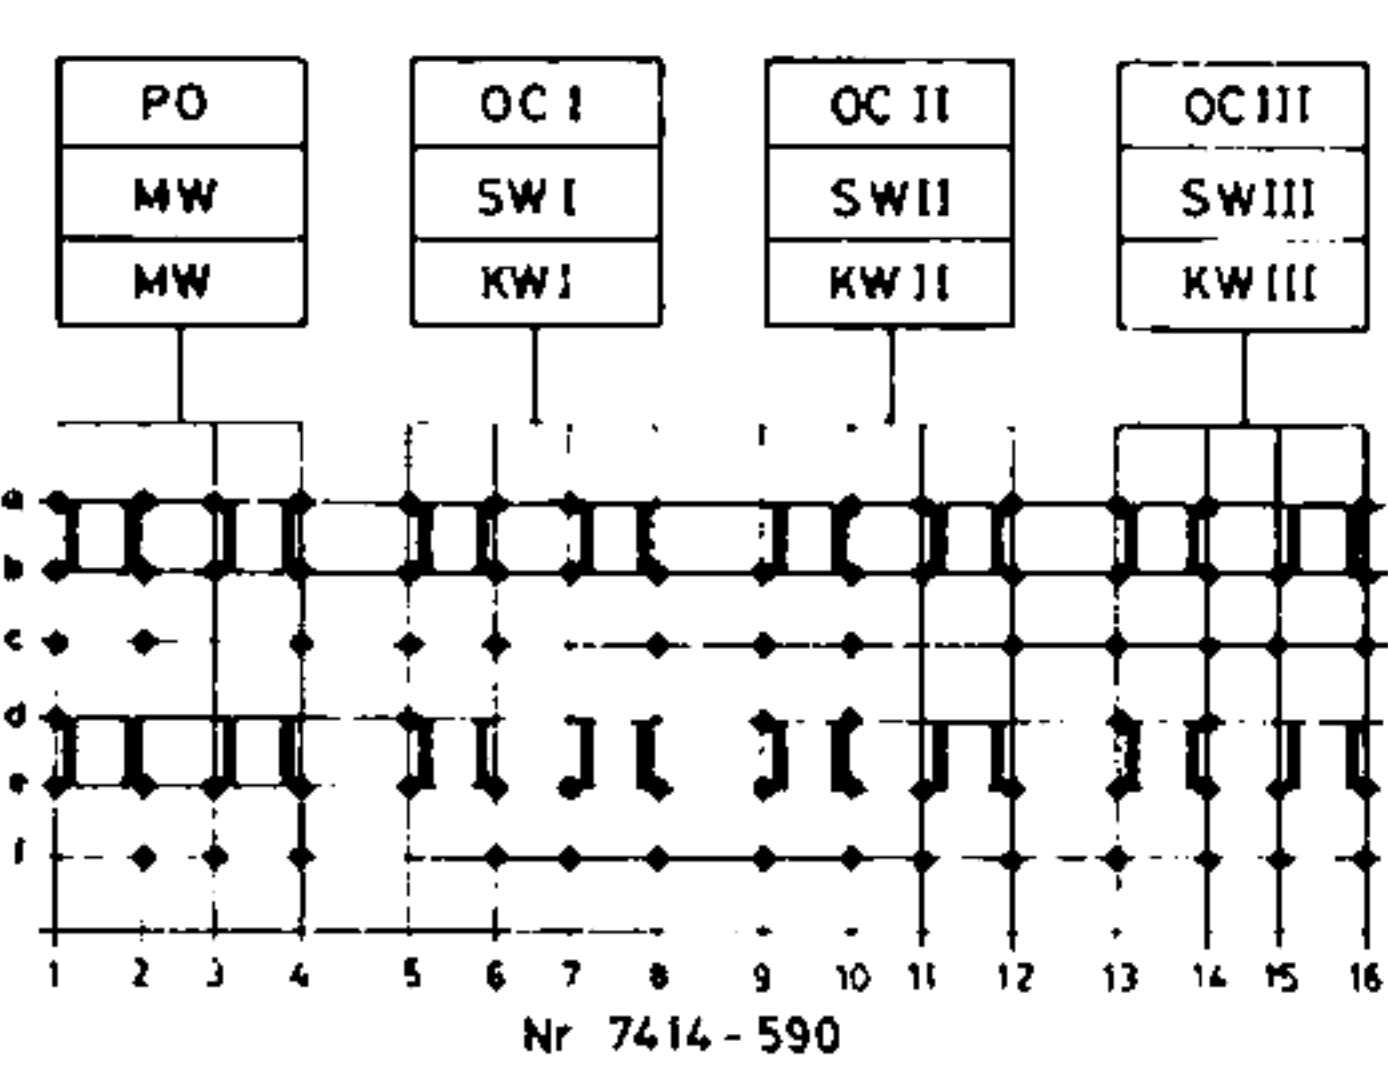 PO OC I OC II OC III
MW SW I SW II SW III
MW KW I KW II KW III
a
b
c
d
e
f
1 2 3 4 5 6 7 8 9 10 11 12 13 14 15 16
Nr 7414-590